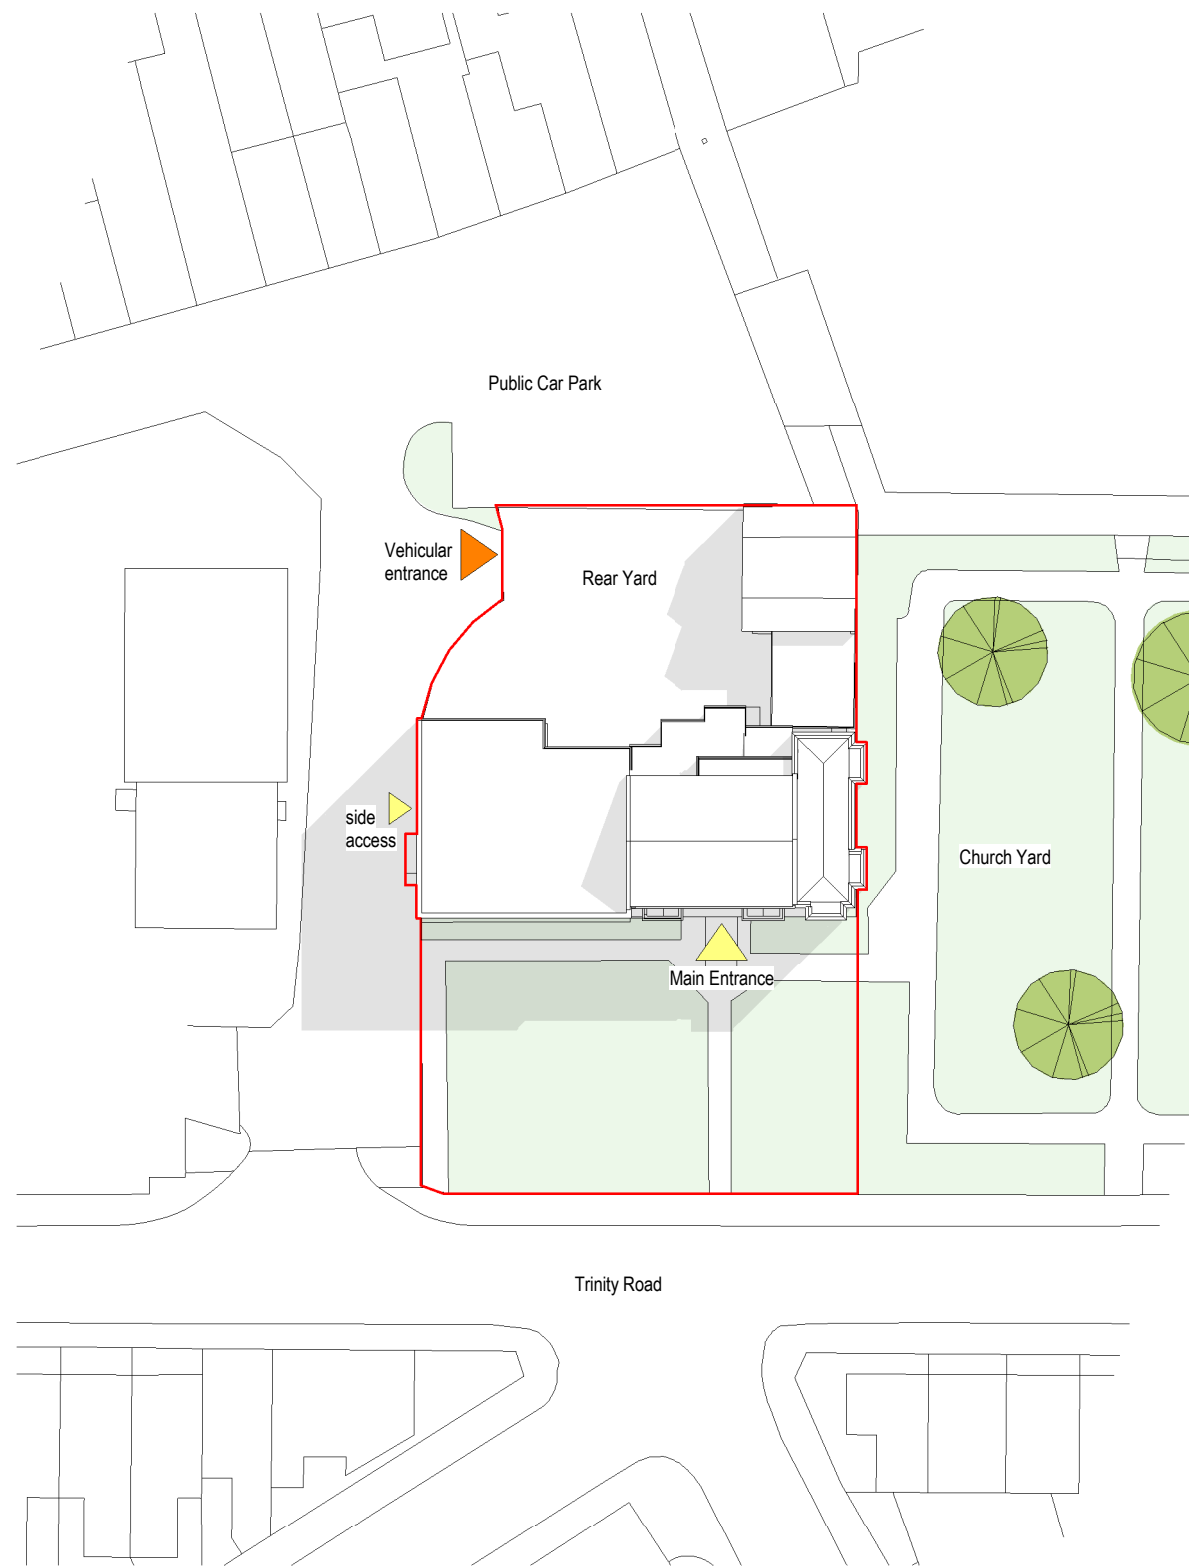 Public Car Park
Vehicular
entrance
Rear Yard
side
access
Church Yard
Main Entrance
Trinity Road